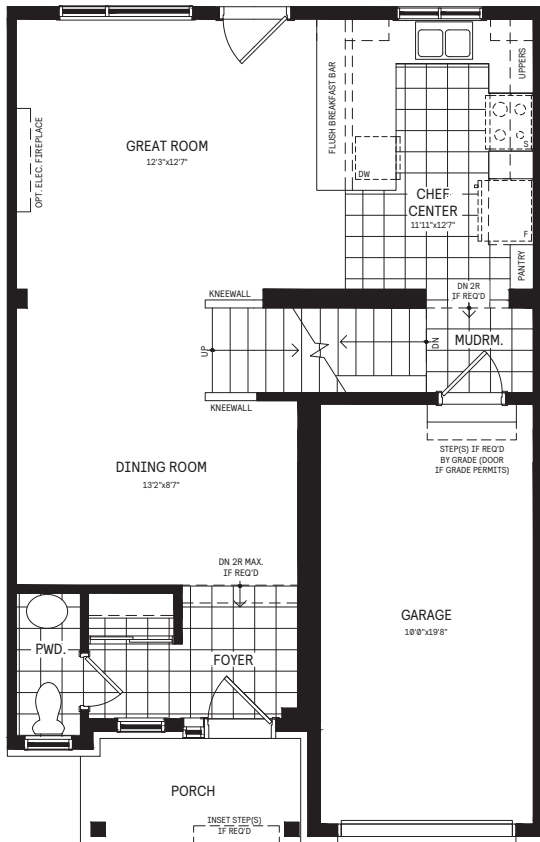 UPPERS
FLUSH BREAKFAST BAR
OPT. ELEC. FIREPLACE
GREAT ROOM
12'3"x12'7"
S
DW
CHEF
CENTER
11'11"x12'7"
F
PANTRY
KNEEWALL
DN 2R
IF REQ'D
UP
DN
MUDRM.
KNEEWALL
STEP(S) IF REQ'D
BY GRADE (DOOR
IF GRADE PERMITS)
DINING ROOM
13'2"x8'7"
DN 2R MAX.
IF REQ'D
GARAGE
10'0"x19'8"
PWD.
FOYER
PORCH
INSET STEP(S)
IF REQ'D